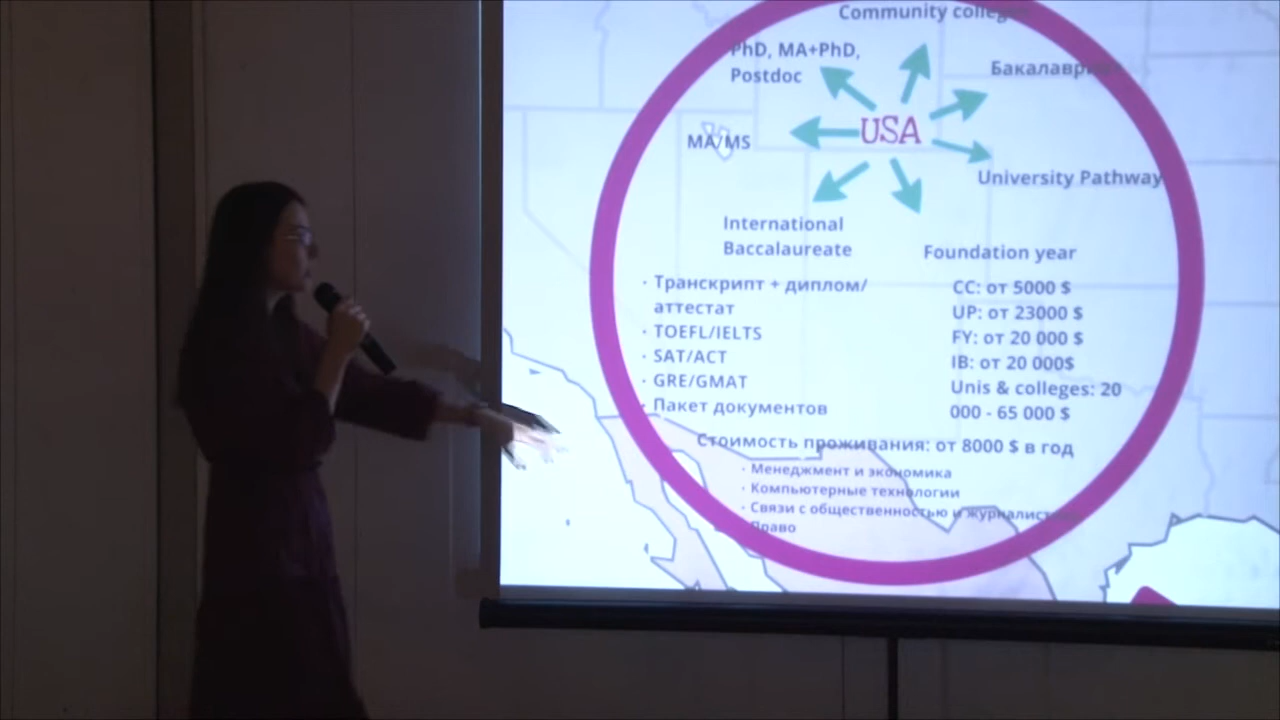 Community colleges
PhD, MA+PhD,
Postdoc
Бакалавриат
USA
MA/MS
University Pathway
International
Baccalaureate
Foundation year
· Транскрипт + диплом/
аттестат
· TOEFL/IELTS
· SAT/ACT
· GRE/GMAT
· Пакет документов
CC: от 5000 $
UP: от 23000 $
FY: от 20 000 $
IB: от 20 000$
Unis & colleges: 20
000 - 65 000 $
Стоимость проживания: от 8000 $ в год
· Менеджмент и экономика
· Компьютерные технологии
· Связи с общественностью и журналистика
· Право